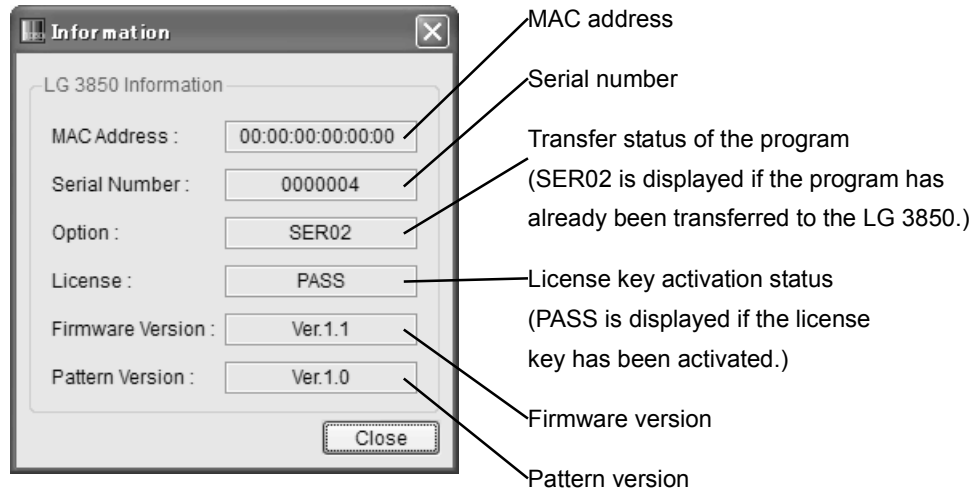 Information
LG 3850 Information
MAC Address : 00:00:00:00:00:00
Serial Number : 0000004
Option : SER02
License : PASS
Firmware Version : Ver.1.1
Pattern Version : Ver.1.0
Close
MAC address
Serial number
Transfer status of the program
(SER02 is displayed if the program has
already been transferred to the LG 3850.)
License key activation status
(PASS is displayed if the license
key has been activated.)
Firmware version
Pattern version